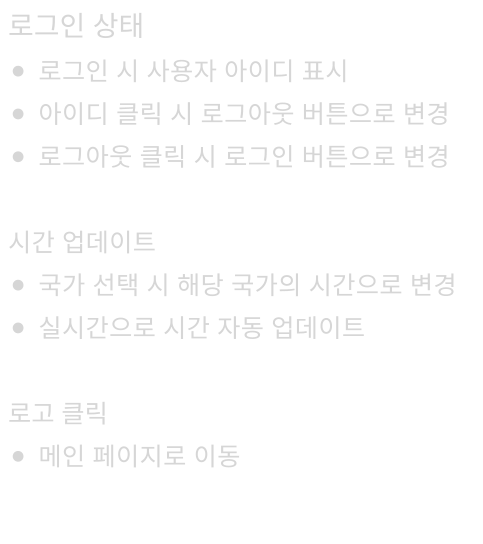 로그인 상태
● 로그인 시 사용자 아이디 표시
● 아이디 클릭 시 로그아웃 버튼으로 변경
● 로그아웃 클릭 시 로그인 버튼으로 변경
시간 업데이트
● 국가 선택 시 해당 국가의 시간으로 변경
● 실시간으로 시간 자동 업데이트
로고 클릭
● 메인 페이지로 이동